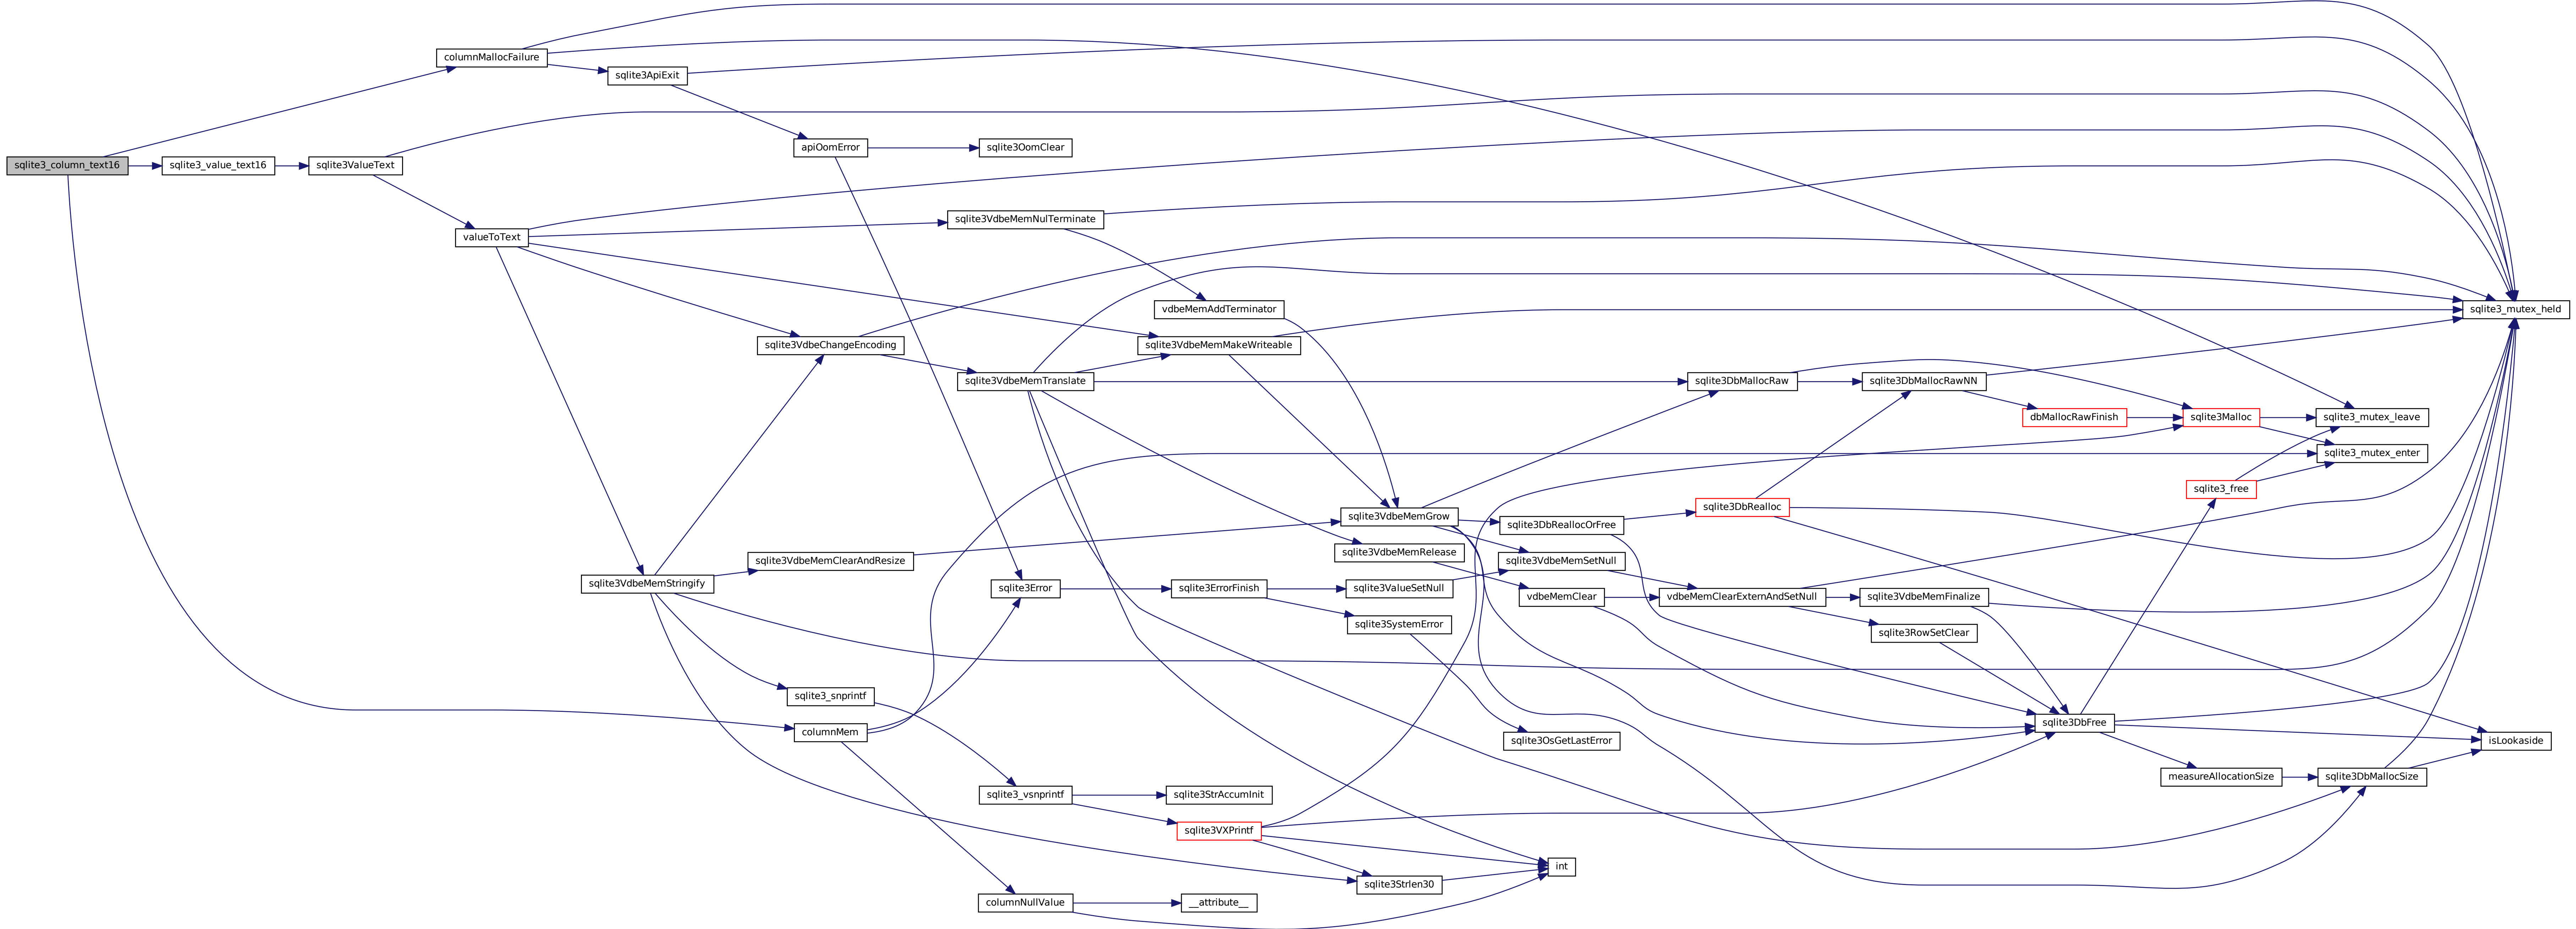 sqlite3_column_text16
columnMallocFailure
sqlite3ApiExit
apiOomError
sqlite3OomClear
sqlite3_value_text16
sqlite3ValueText
valueToText
sqlite3VdbeMemNulTerminate
vdbeMemAddTerminator
sqlite3_mutex_held
sqlite3VdbeChangeEncoding
sqlite3VdbeMemMakeWriteable
sqlite3VdbeMemTranslate
sqlite3DbMallocRaw
sqlite3DbMallocRawNN
dbMallocRawFinish
sqlite3Malloc
sqlite3_mutex_leave
sqlite3_mutex_enter
sqlite3_free
sqlite3DbRealloc
sqlite3VdbeMemGrow
sqlite3DbReallocOrFree
sqlite3VdbeMemRelease
sqlite3VdbeMemClearAndResize
sqlite3VdbeMemSetNull
sqlite3VdbeMemStringify
sqlite3Error
sqlite3ErrorFinish
sqlite3ValueSetNull
vdbeMemClear
vdbeMemClearExternAndSetNull
sqlite3VdbeMemFinalize
sqlite3SystemError
sqlite3RowSetClear
sqlite3_snprintf
sqlite3DbFree
columnMem
sqlite3OsGetLastError
isLookaside
measureAllocationSize
sqlite3DbMallocSize
sqlite3_vsnprintf
sqlite3StrAccumInit
sqlite3VXPrintf
int
sqlite3Strlen30
columnNullValue
__attribute__